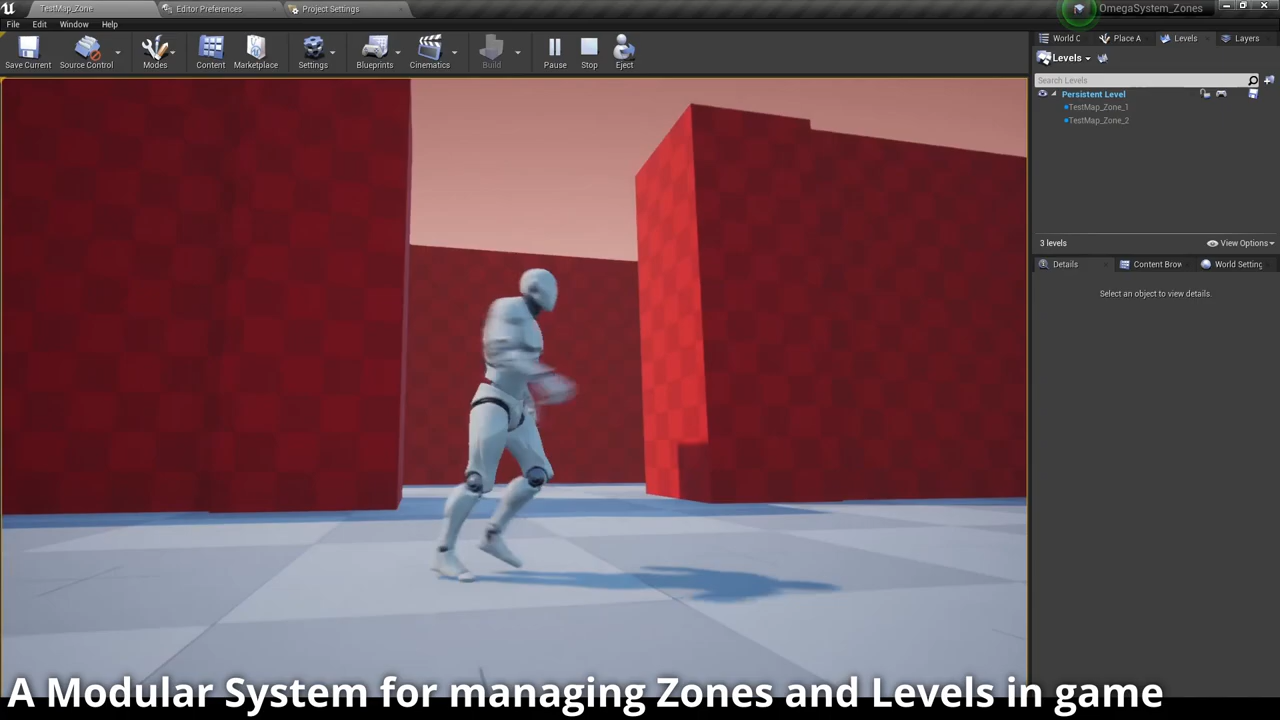 TestMap_Zone
Editor Preferences
Project Settings
OmegaSystem_Zones
File Edit Window Help
Save Current
Source Control
Modes
Content
Marketplace
Settings
Blueprints
Cinematics
Build
Pause
Stop
Eject
World C
Place A
Levels
Layers
Levels
Search Levels
Persistent Level
TestMap_Zone_1
TestMap_Zone_2
3 levels
View Options
Details
Content Brow
World Setting
Select an object to view details.
A Modular System for managing Zones and Levels in game